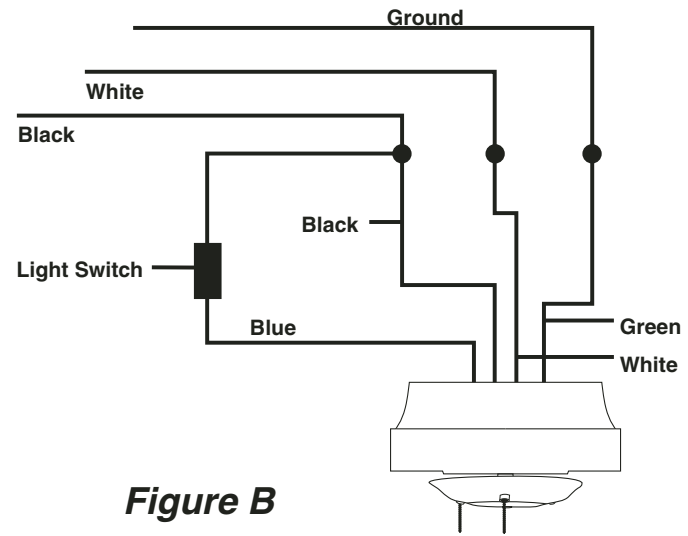 Ground
White
Black
Black
Light Switch
Blue
Green
White
Figure B